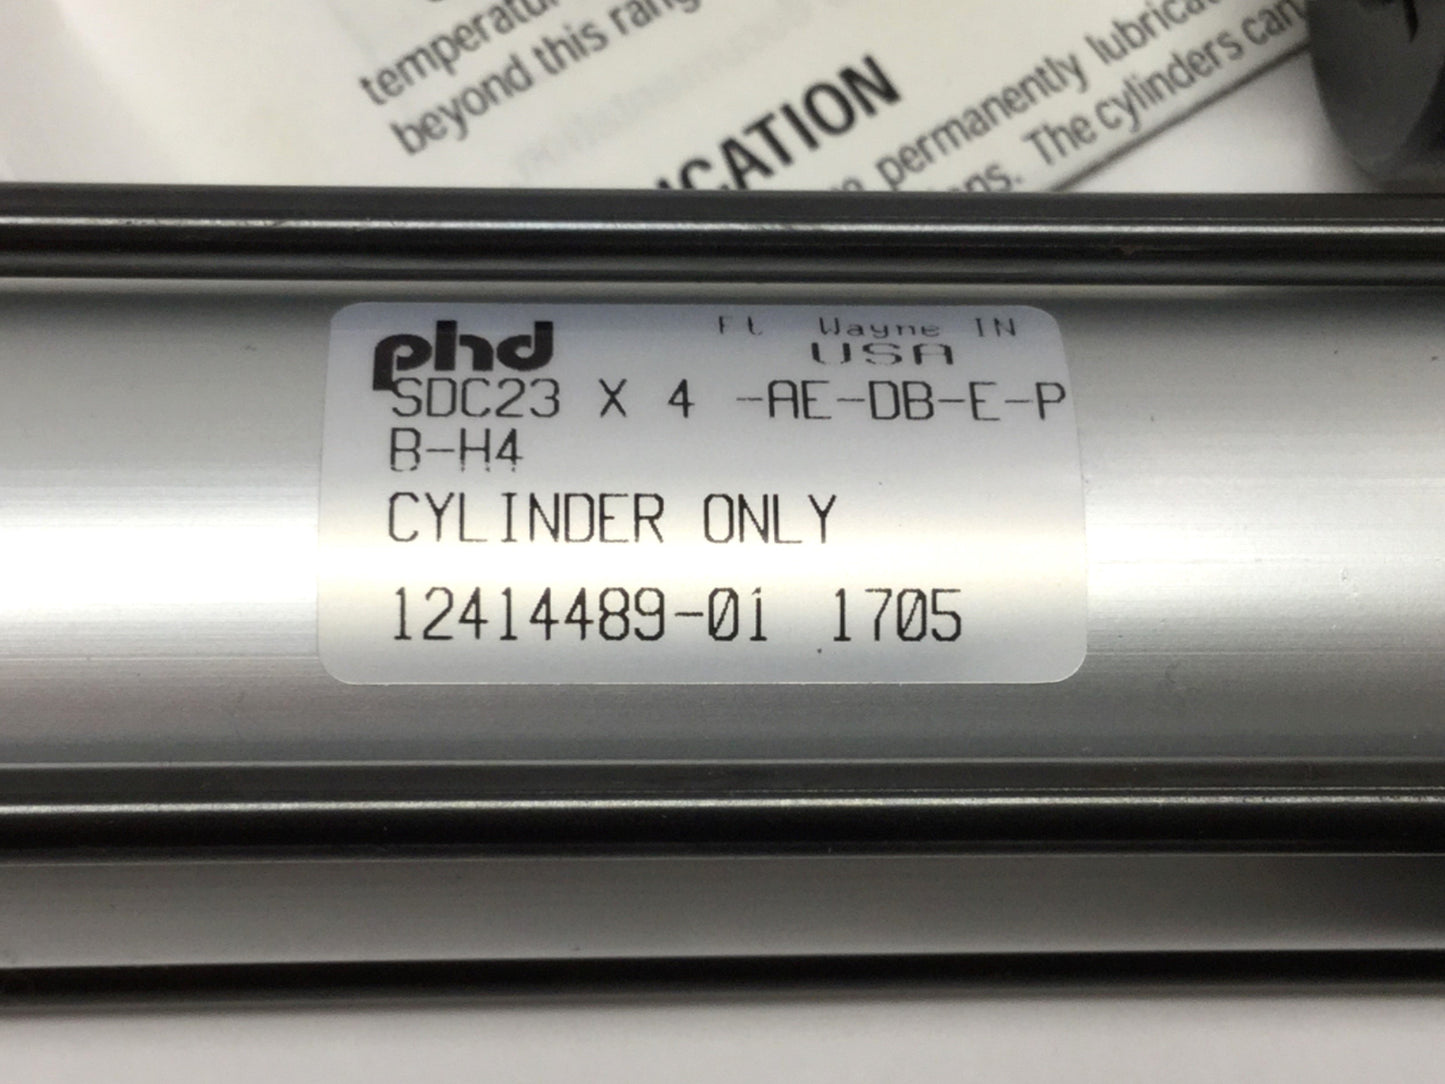 temperatu
beyond this rang
ICATION
permanently lubrica
ns. The cylinders can
phd
Ft Wayne IN
USA
SDC23 X 4 -AE-DB-E-P
B-H4
CYLINDER ONLY
12414489-01 1705